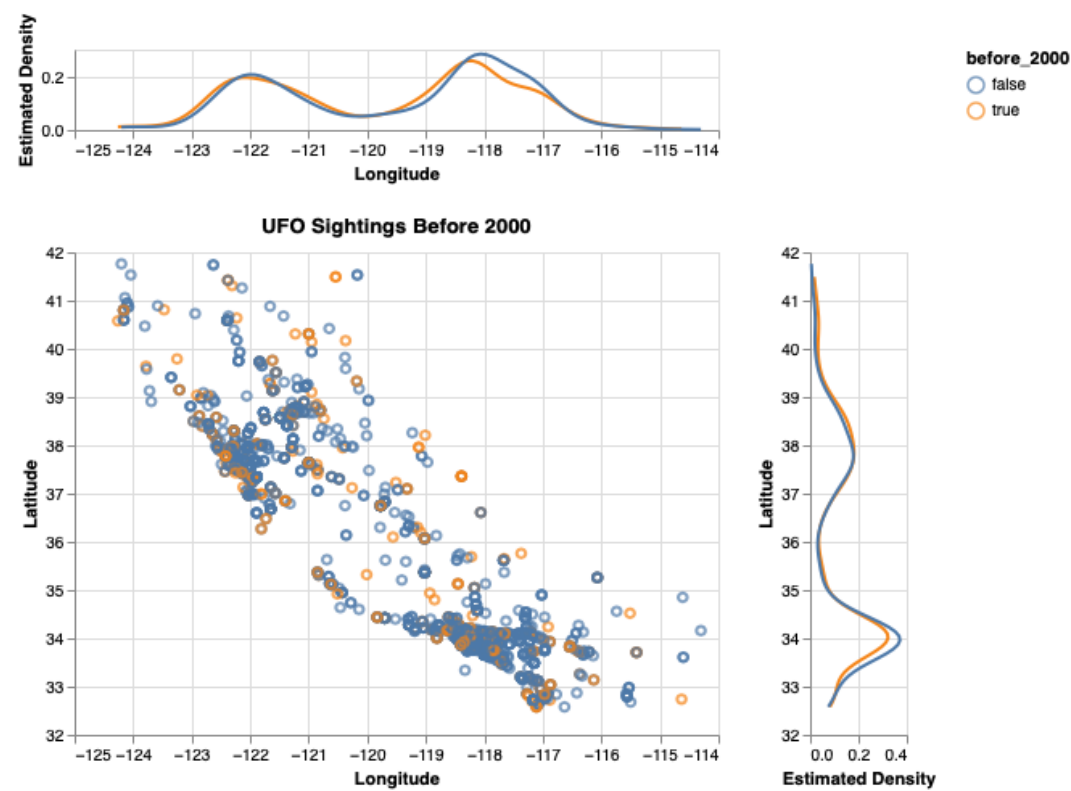 Estimated Density
0.2
0.0
−125 −124 −123 −122 −121 −120 −119 −118 −117 −116 −115 −114
Longitude
before_2000
false
true
UFO Sightings Before 2000
Latitude
42
41
40
39
38
37
36
35
34
33
32
−125 −124 −123 −122 −121 −120 −119 −118 −117 −116 −115 −114
Longitude
Latitude
42
41
40
39
38
37
36
35
34
33
32
0.0 0.2 0.4
Estimated Density